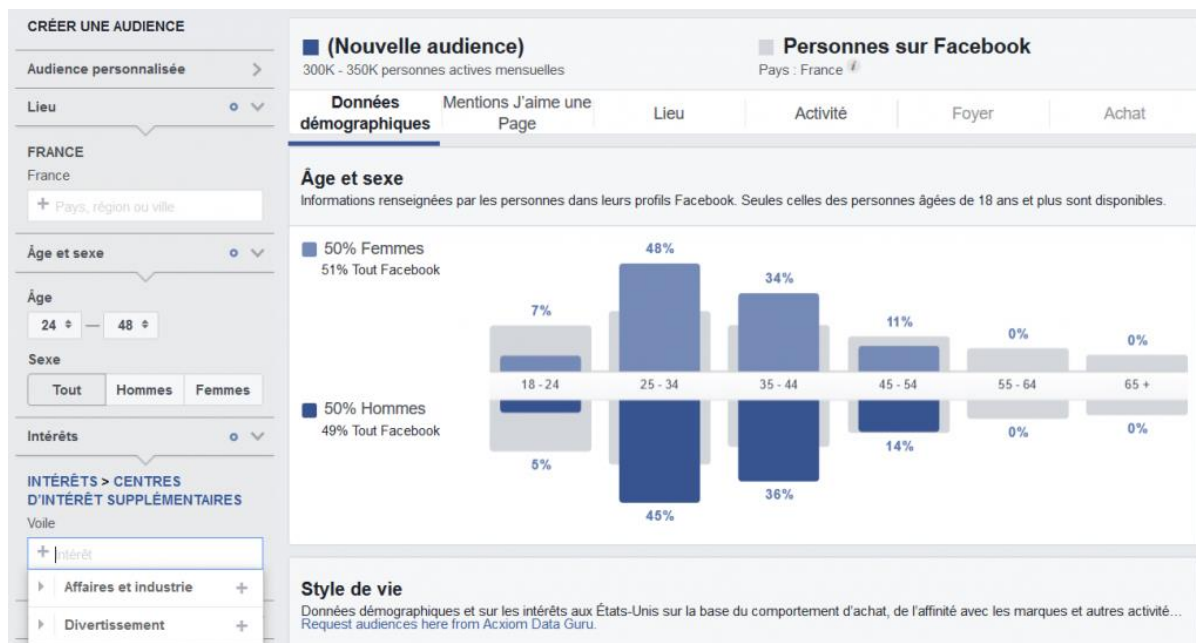 CRÉER UNE AUDIENCE
Audience personnalisée
Lieu
FRANCE
France
Pays, région ou ville
Âge et sexe
Âge
24 — 48
Sexe
Tout Hommes Femmes
Intérêts
INTÉRÊTS > CENTRES
D'INTÉRÊT SUPPLÉMENTAIRES
Voile
Intérêt
Affaires et industrie
Divertissement
(Nouvelle audience)
300K - 350K personnes actives mensuelles
Personnes sur Facebook
Pays : France i
Données
démographiques
Mentions J'aime une
Page
Lieu
Activité
Foyer
Achat
Âge et sexe
Informations renseignées par les personnes dans leurs profils Facebook. Seules celles des personnes âgées de 18 ans et plus sont disponibles.
50% Femmes
51% Tout Facebook
7% 48% 34% 11% 0% 0%
18 - 24 25 - 34 35 - 44 45 - 54 55 - 64 65 +
50% Hommes
49% Tout Facebook
5% 45% 36% 14% 0% 0%
Style de vie
Données démographiques et sur les intérêts aux États-Unis sur la base du comportement d'achat, de l'affinité avec les marques et autres activité…
Request audiences here from Acxiom Data Guru.